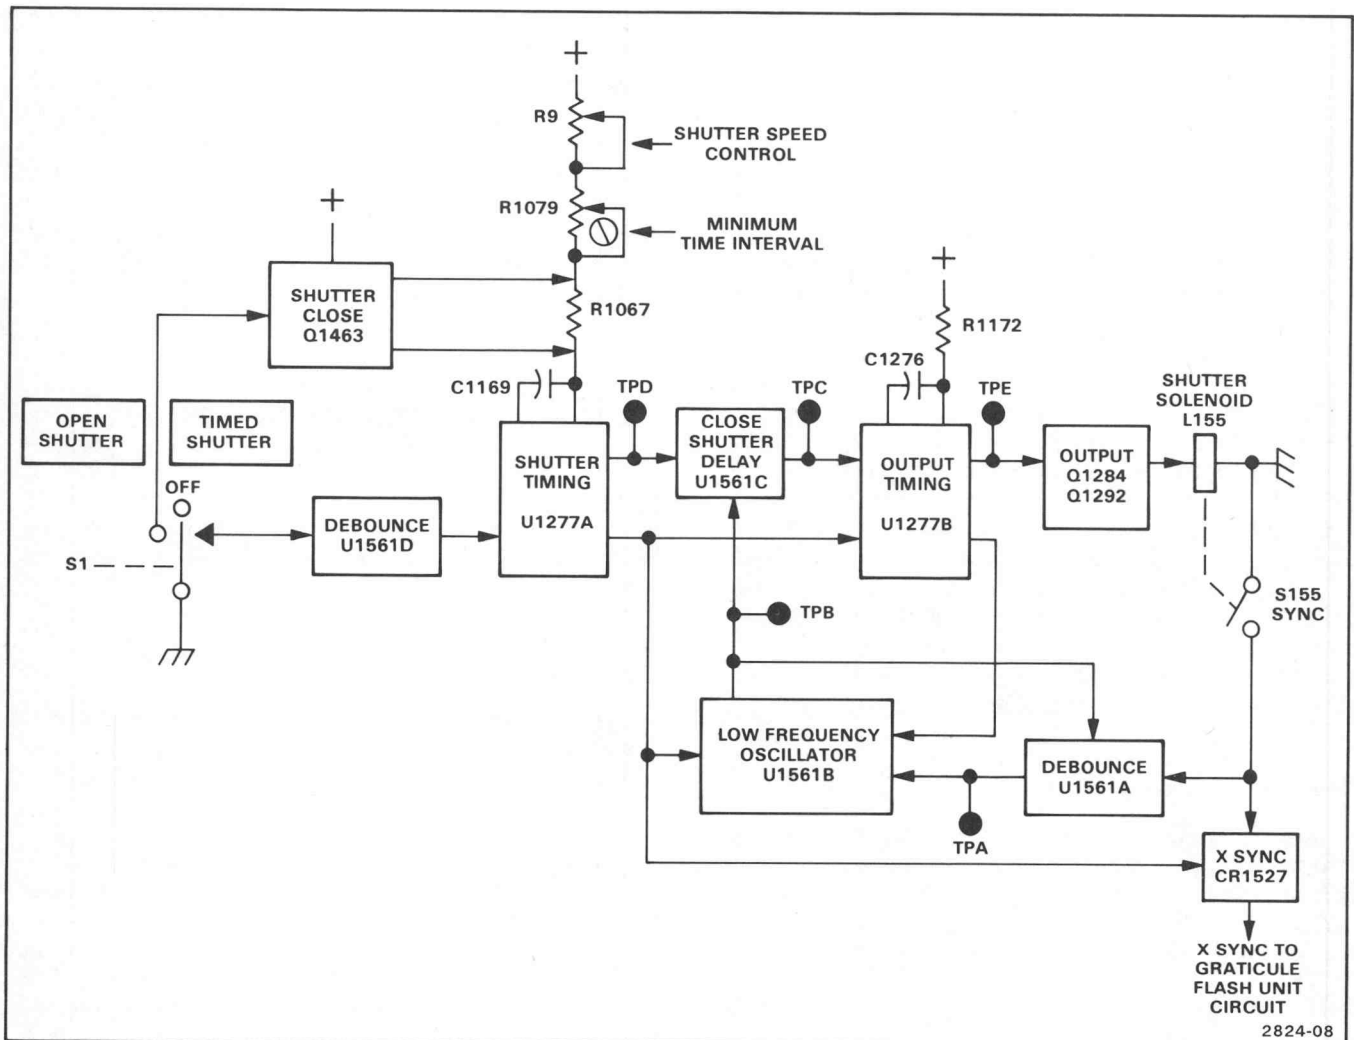 +
R9
SHUTTER SPEED
CONTROL
+
R1079
MINIMUM
TIME INTERVAL
+
SHUTTER
CLOSE
Q1463
R1067
R1172
C1169
C1276
OPEN
SHUTTER
TIMED
SHUTTER
TPD
CLOSE
SHUTTER
DELAY
U1561C
TPC
TPE
SHUTTER
SOLENOID
L155
OFF
S1
DEBOUNCE
U1561D
SHUTTER
TIMING
U1277A
OUTPUT
TIMING
U1277B
OUTPUT
Q1284
Q1292
S155
SYNC
TPB
LOW FREQUENCY
OSCILLATOR
U1561B
DEBOUNCE
U1561A
TPA
X SYNC
CR1527
X SYNC TO
GRATICULE
FLASH UNIT
CIRCUIT
2824-08